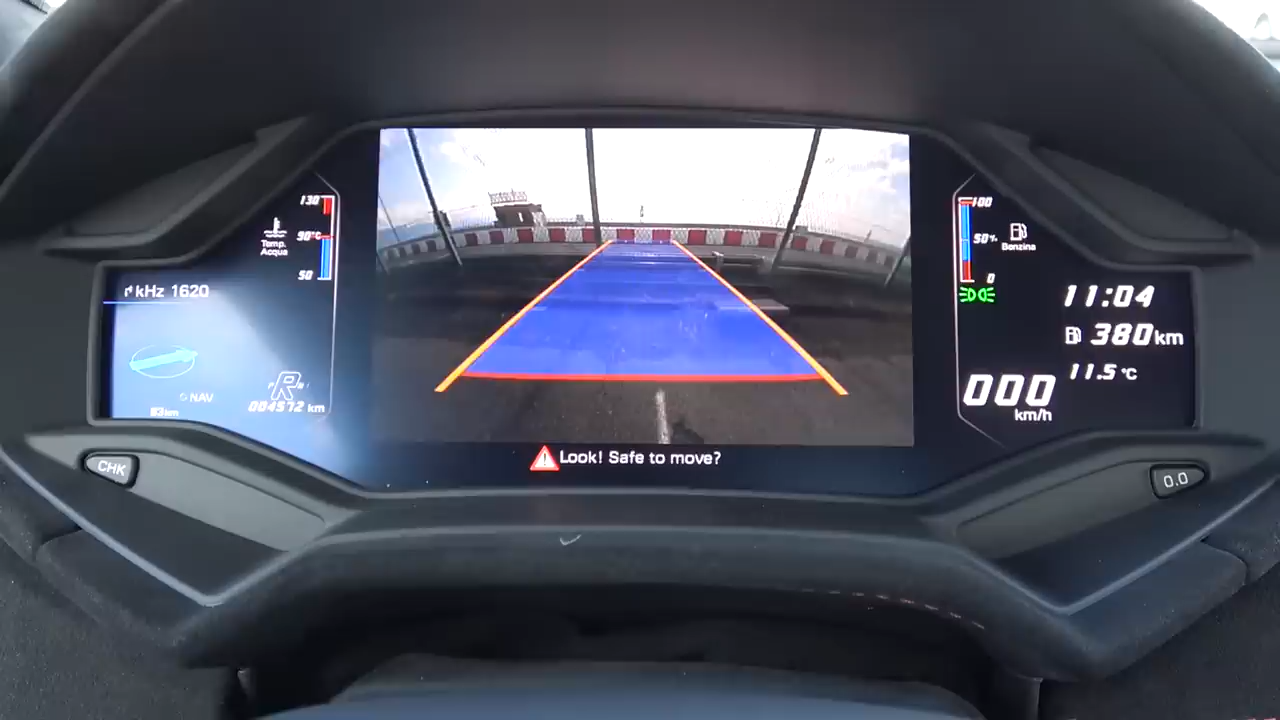 130
90°C
50
Temp.
Acqua
kHz 1620
NAV
83km
R
004572 km
CHK
Look! Safe to move?
100
50%
0
Benzina
11:04
380km
11.5 °C
000
km/h
0.0